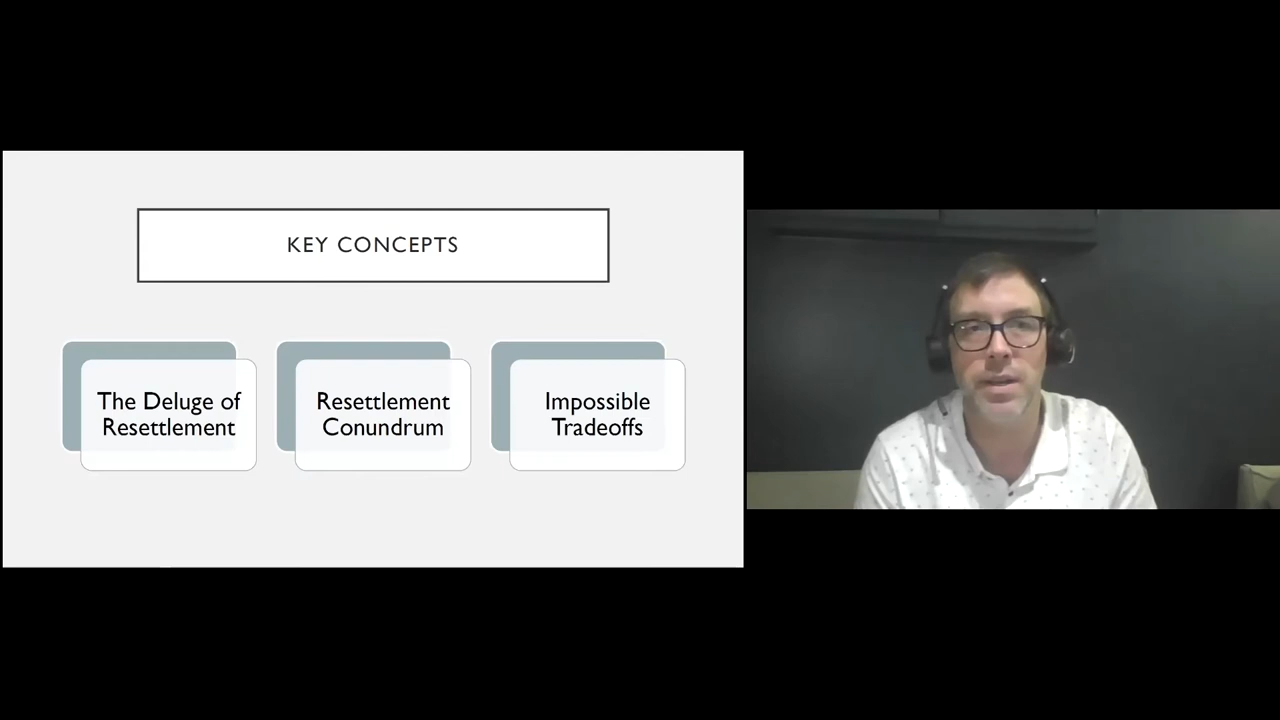 KEY CONCEPTS
The Deluge of
Resettlement
Resettlement
Conundrum
Impossible
Tradeoffs